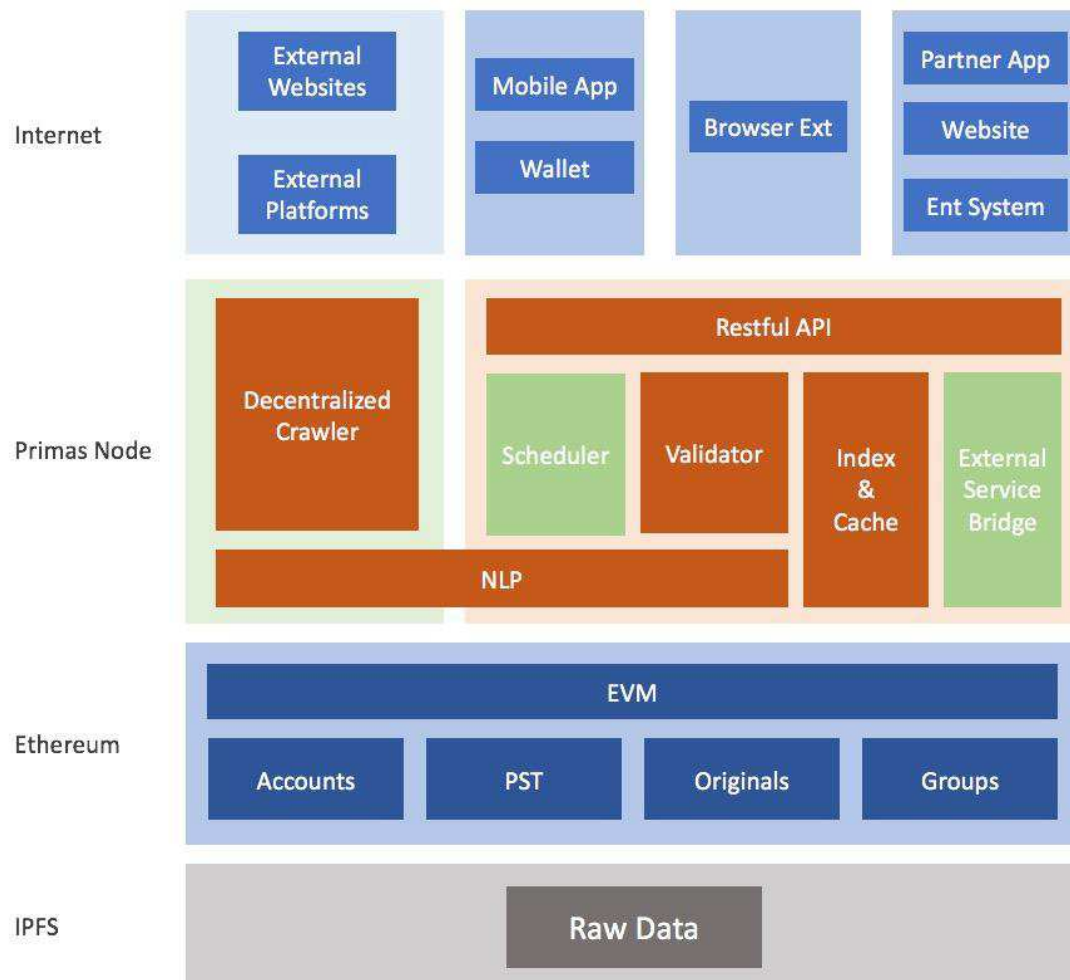 Internet
External
Websites
External
Platforms
Mobile App
Wallet
Browser Ext
Partner App
Website
Ent System
Primas Node
Decentralized
Crawler
Restful API
Scheduler
Validator
Index
&
Cache
External
Service
Bridge
NLP
Ethereum
EVM
Accounts
PST
Originals
Groups
IPFS
Raw Data